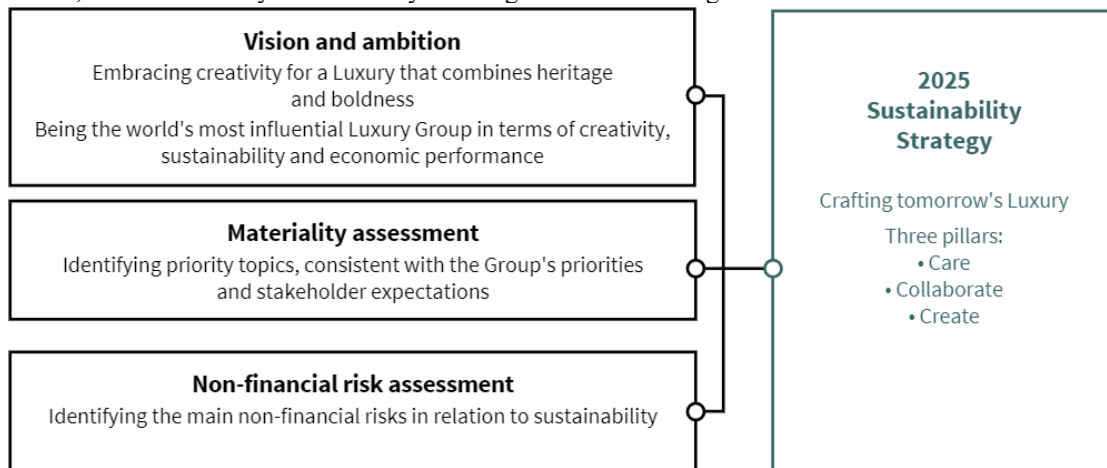 Vision and ambition
Embracing creativity for a Luxury that combines heritage
and boldness
Being the world's most influential Luxury Group in terms of creativity,
sustainability and economic performance
Materiality assessment
Identifying priority topics, consistent with the Group's priorities
and stakeholder expectations
Non-financial risk assessment
Identifying the main non-financial risks in relation to sustainability
2025
Sustainability
Strategy
Crafting tomorrow's Luxury
Three pillars:
• Care
• Collaborate
• Create